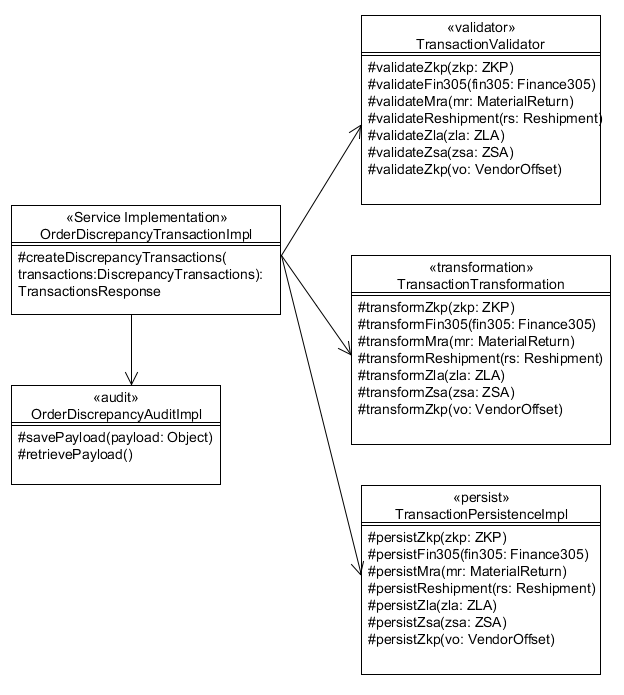 «validator»
TransactionValidator
#validateZkp(zkp: ZKP)
#validateFin305(fin305: Finance305)
#validateMra(mr: MaterialReturn)
#validateReshipment(rs: Reshipment)
#validateZla(zla: ZLA)
#validateZsa(zsa: ZSA)
#validateZkp(vo: VendorOffset)
«Service Implementation»
OrderDiscrepancyTransactionImpl
#createDiscrepancyTransactions(
transactions:DiscrepancyTransactions):
TransactionsResponse
«transformation»
TransactionTransformation
#transformZkp(zkp: ZKP)
#transformFin305(fin305: Finance305)
#transformMra(mr: MaterialReturn)
#transformReshipment(rs: Reshipment)
#transformZla(zla: ZLA)
#transformZsa(zsa: ZSA)
#transformZkp(vo: VendorOffset)
«audit»
OrderDiscrepancyAuditImpl
#savePayload(payload: Object)
#retrievePayload()
«persist»
TransactionPersistenceImpl
#persistZkp(zkp: ZKP)
#persistFin305(fin305: Finance305)
#persistMra(mr: MaterialReturn)
#persistReshipment(rs: Reshipment)
#persistZla(zla: ZLA)
#persistZsa(zsa: ZSA)
#persistZkp(vo: VendorOffset)